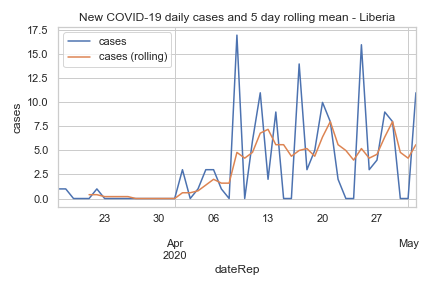 New COVID-19 daily cases and 5 day rolling mean - Liberia
cases
cases (rolling)
17.5
15.0
12.5
10.0
7.5
5.0
2.5
0.0
cases
23
30
06
13
20
27
Apr
2020
May
dateRep